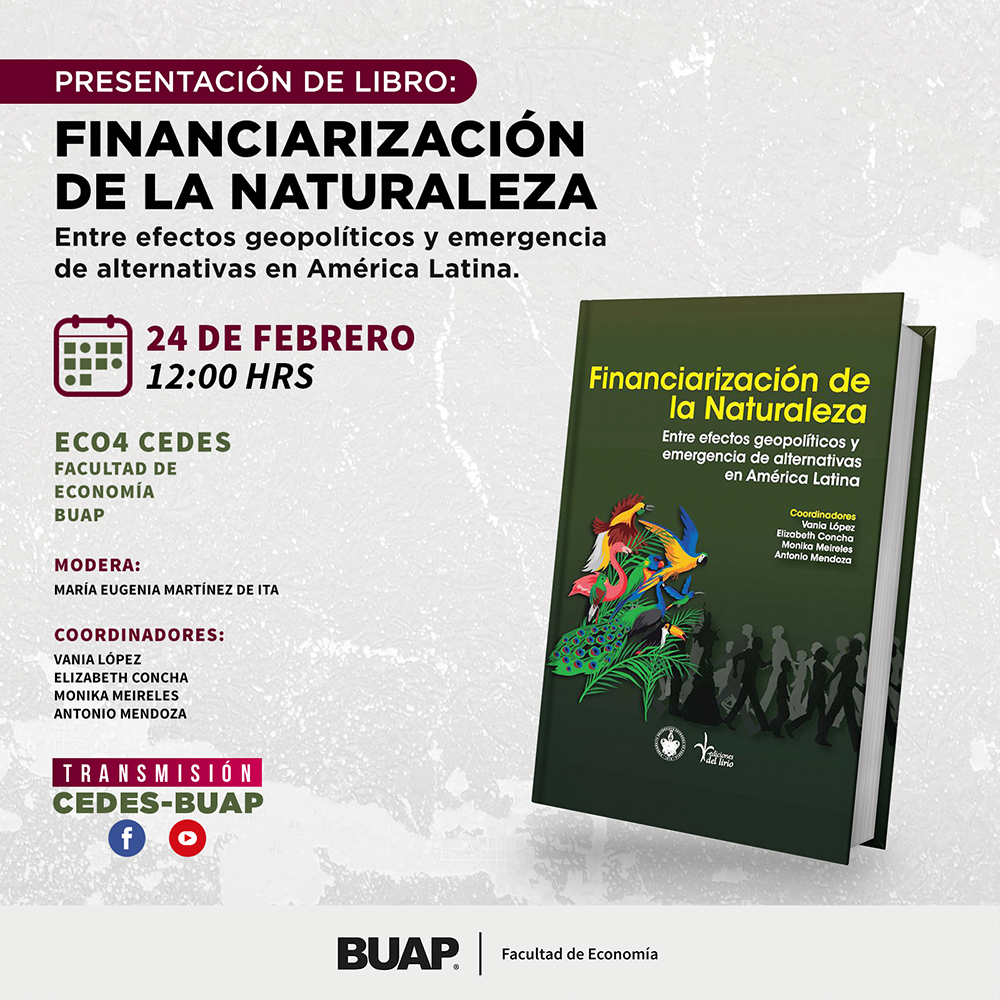 PRESENTACIÓN DE LIBRO:
FINANCIARIZACIÓN
DE LA NATURALEZA
Entre efectos geopolíticos y emergencia
de alternativas en América Latina.
24 DE FEBRERO
12:00 HRS
ECO4 CEDES
FACULTAD DE
ECONOMÍA
BUAP
MODERA:
MARÍA EUGENIA MARTÍNEZ DE ITA
COORDINADORES:
VANIA LÓPEZ
ELIZABETH CONCHA
MONIKA MEIRELES
ANTONIO MENDOZA
TRANSMISIÓN
CEDES-BUAP
Financiarización de
la Naturaleza
Entre efectos geopolíticos y
emergencia de alternativas
en América Latina
Coordinadores
Vania López
Elizabeth Concha
Monika Meireles
Antonio Mendoza
ediciones
del lirio
BUAP®
Facultad de Economía